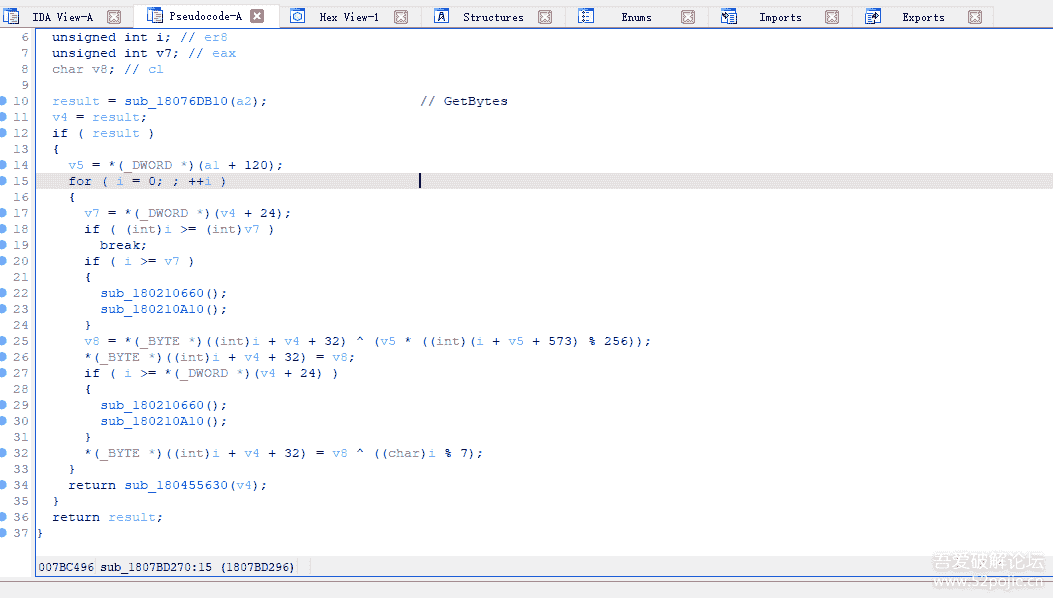 IDA View-A Pseudocode-A Hex View-1 Structures Enums Imports Exports
6 unsigned int i; // er8
7 unsigned int v7; // eax
8 char v8; // cl
9
10 result = sub_18076DB10(a2); // GetBytes
11 v4 = result;
12 if ( result )
13 {
14 v5 = *(_DWORD *)(a1 + 120);
15 for ( i = 0; ; ++i )
16 {
17 v7 = *(_DWORD *)(v4 + 24);
18 if ( (int)i >= (int)v7 )
19 break;
20 if ( i >= v7 )
21 {
22 sub_180210660();
23 sub_180210A10();
24 }
25 v8 = *(_BYTE *)((int)i + v4 + 32) ^ (v5 * ((int)(i + v5 + 573) % 256));
26 *(_BYTE *)((int)i + v4 + 32) = v8;
27 if ( i >= *(_DWORD *)(v4 + 24) )
28 {
29 sub_180210660();
30 sub_180210A10();
31 }
32 *(_BYTE *)((int)i + v4 + 32) = v8 ^ ((char)i % 7);
33 }
34 return sub_180455630(v4);
35 }
36 return result;
37 }
007BC496 sub_1807BD270:15 (1807BD296)
吾爱破解论坛
www.52pojie.cn